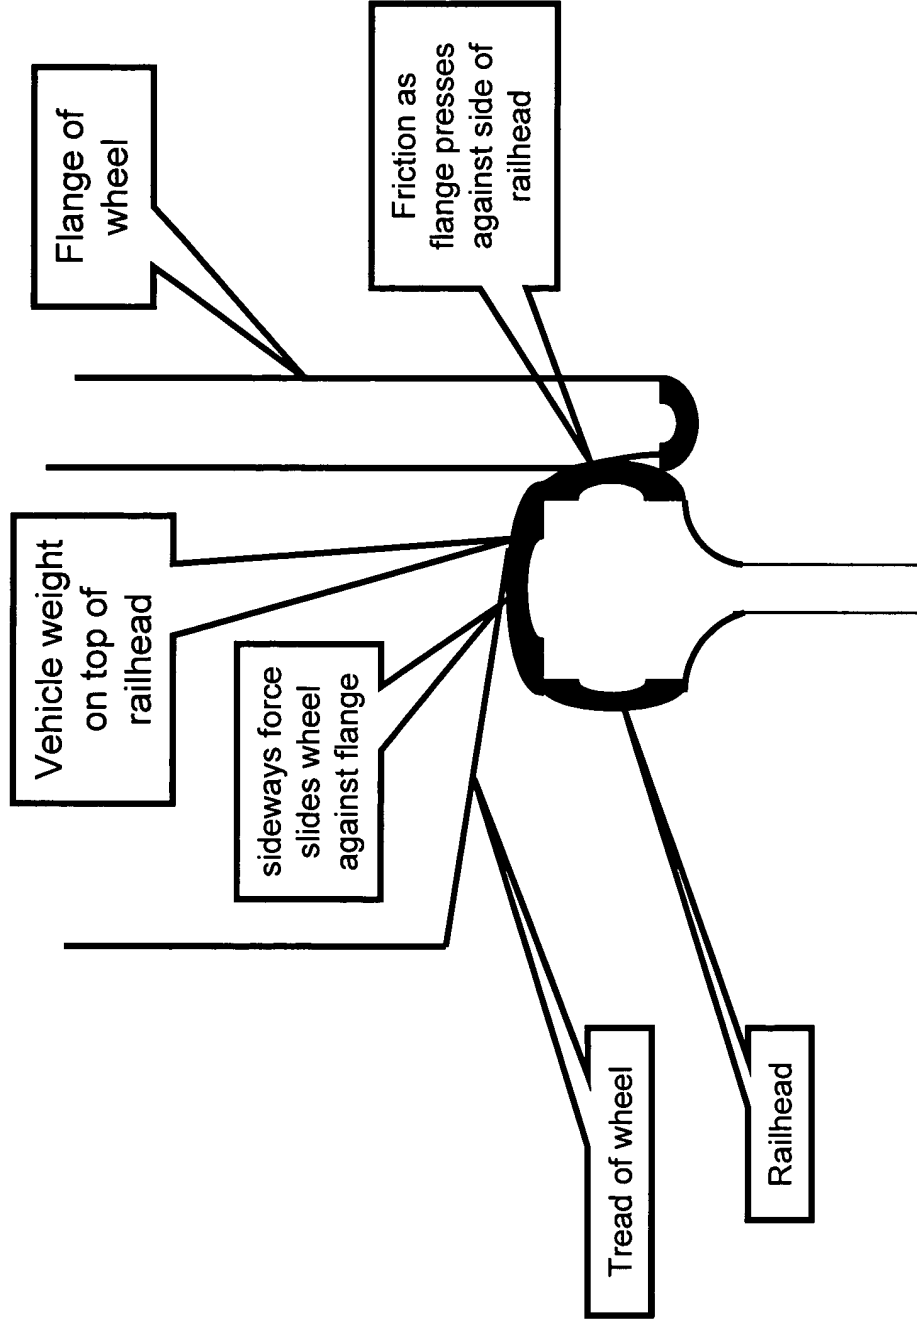 Flange of
wheel
Friction as
flange presses
against side of
railhead
Vehicle weight
on top of
railhead
sideways force
slides wheel
against flange
Tread of wheel
Railhead